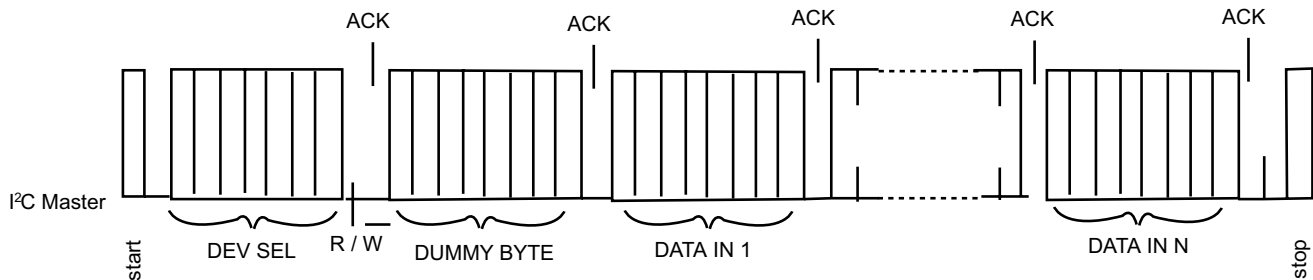 ACK ACK ACK ACK ACK
I²C Master
start DEV SEL R / W DUMMY BYTE DATA IN 1 DATA IN N stop